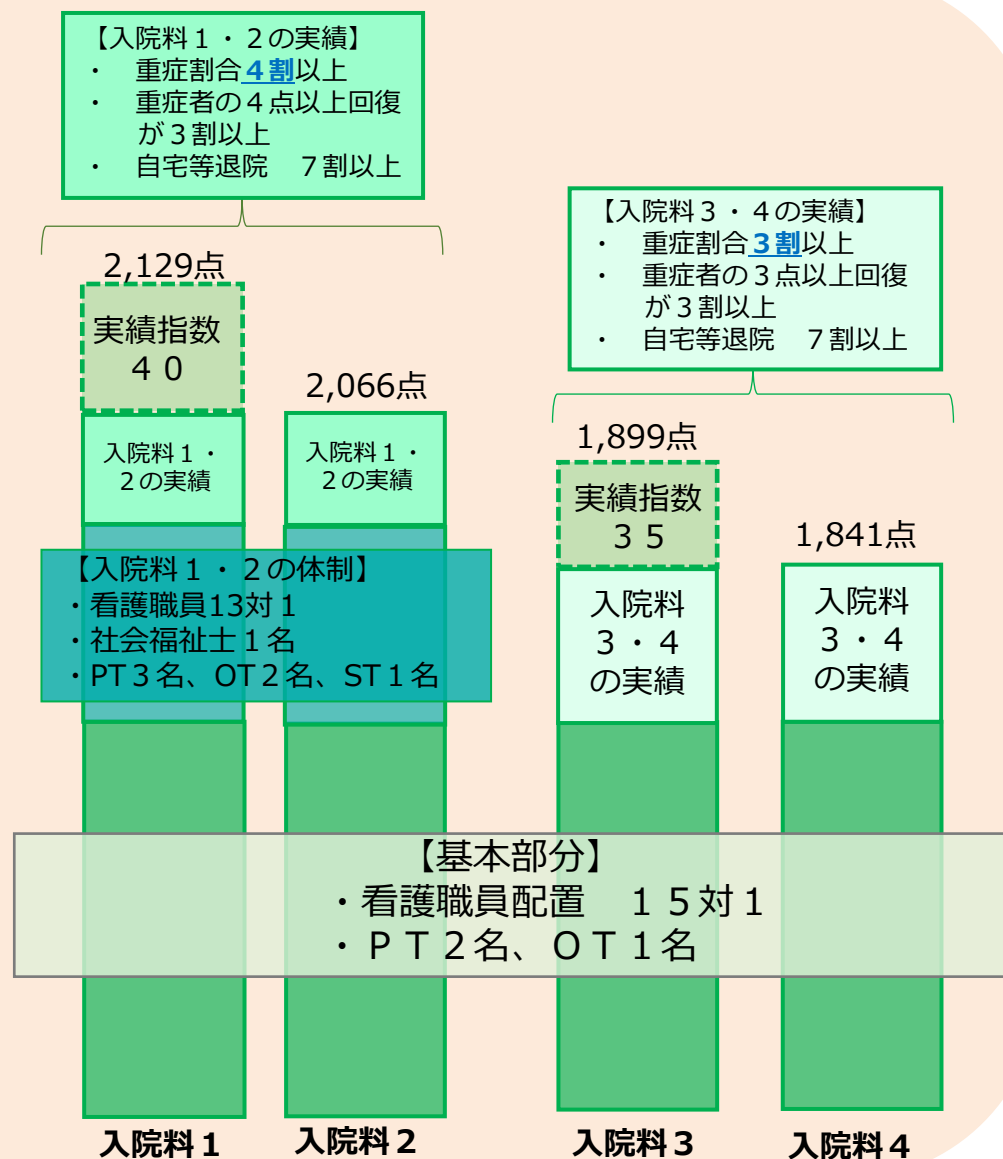 【入院料１・２の実績】
・　重症割合４割以上
・　重症者の４点以上回復
が３割以上
・　自宅等退院　７割以上
【入院料３・４の実績】
・　重症割合３割以上
・　重症者の３点以上回復
が３割以上
・　自宅等退院　７割以上
2,129点
実績指数
４０
2,066点
入院料１・
２の実績
入院料１・
２の実績
1,899点
実績指数
３５
1,841点
入院料
３・４
の実績
入院料
３・４
の実績
【入院料１・２の体制】
・看護職員13対１
・社会福祉士１名
・PT３名、OT２名、ST１名
【基本部分】
・看護職員配置　１５対１
・ＰＴ２名、ＯＴ１名
入院料１
入院料２
入院料３
入院料４